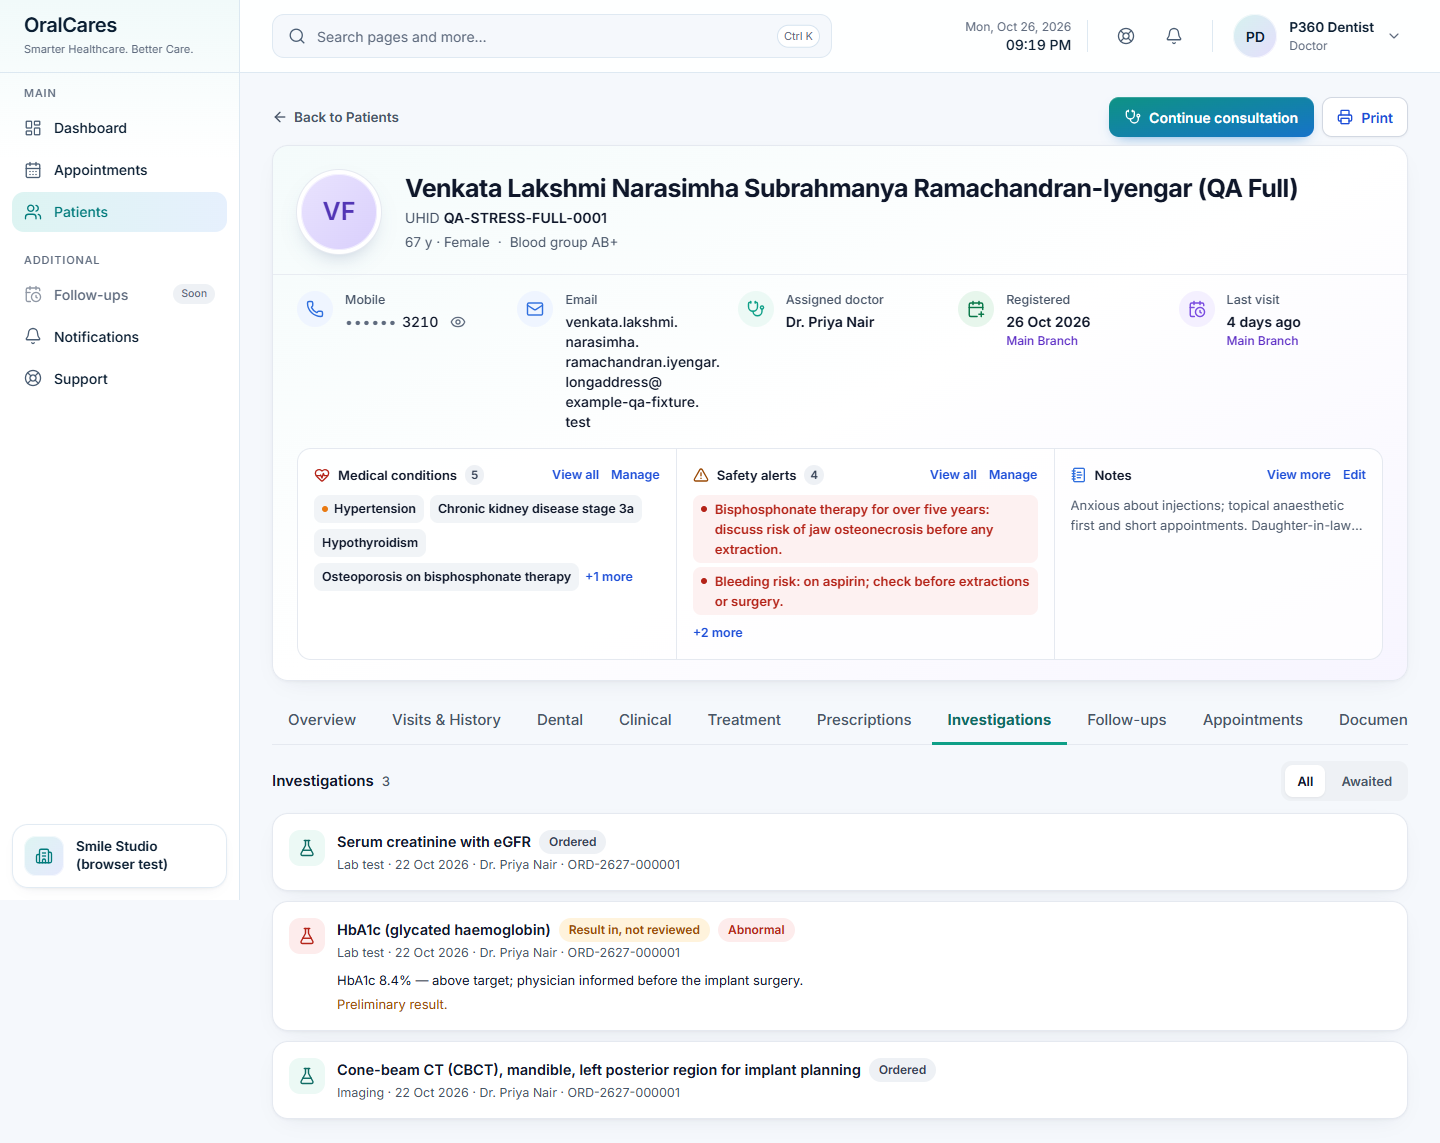 OralCares
Smarter Healthcare. Better Care.
Search pages and more...
Ctrl K
Mon, Oct 26, 2026
09:19 PM
PD
P360 Dentist
Doctor
MAIN
Dashboard
Appointments
Patients
ADDITIONAL
Follow-ups
Soon
Notifications
Support
Smile Studio
(browser test)
Back to Patients
Continue consultation
Print
VF
Venkata Lakshmi Narasimha Subrahmanya Ramachandran-Iyengar (QA Full)
UHID QA-STRESS-FULL-0001
67 y · Female · Blood group AB+
Mobile
•••••• 3210
Email
venkata.lakshmi.
narasimha.
ramachandran.iyengar.
longaddress@
example-qa-fixture.
test
Assigned doctor
Dr. Priya Nair
Registered
26 Oct 2026
Main Branch
Last visit
4 days ago
Main Branch
Medical conditions 5
View all Manage
Hypertension
Chronic kidney disease stage 3a
Hypothyroidism
Osteoporosis on bisphosphonate therapy
+1 more
Safety alerts 4
View all Manage
Bisphosphonate therapy for over five years:
discuss risk of jaw osteonecrosis before any
extraction.
Bleeding risk: on aspirin; check before extractions
or surgery.
+2 more
Notes
View more Edit
Anxious about injections; topical anaesthetic
first and short appointments. Daughter-in-law...
Overview
Visits & History
Dental
Clinical
Treatment
Prescriptions
Investigations
Follow-ups
Appointments
Documen
Investigations 3
All
Awaited
Serum creatinine with eGFR Ordered
Lab test · 22 Oct 2026 · Dr. Priya Nair · ORD-2627-000001
HbA1c (glycated haemoglobin) Result in, not reviewed Abnormal
Lab test · 22 Oct 2026 · Dr. Priya Nair · ORD-2627-000001
HbA1c 8.4% — above target; physician informed before the implant surgery.
Preliminary result.
Cone-beam CT (CBCT), mandible, left posterior region for implant planning Ordered
Imaging · 22 Oct 2026 · Dr. Priya Nair · ORD-2627-000001